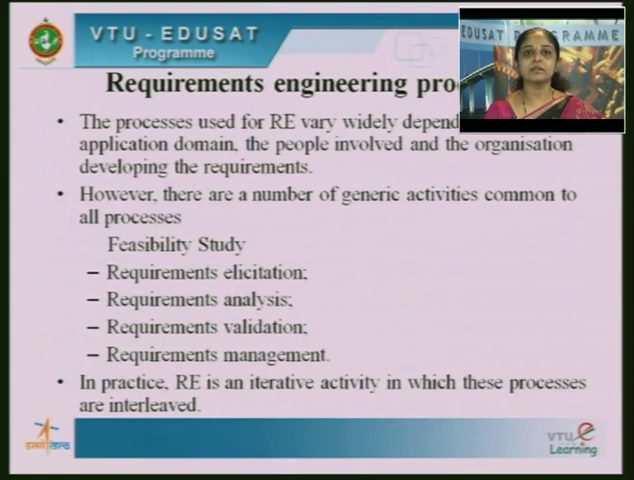 VTU - EDUSAT
Programme
EDUSAT PROGRAMME
Requirements engineering
The processes used for RE vary widely
application domain, the people involved and the organisation
developing the requirements.
However, there are a number of generic activities common to
all processes
Feasibility Study
– Requirements elicitation;
– Requirements analysis;
– Requirements validation;
– Requirements management.
In practice, RE is an iterative activity in which these processes
are interleaved.
VTU e
Learning